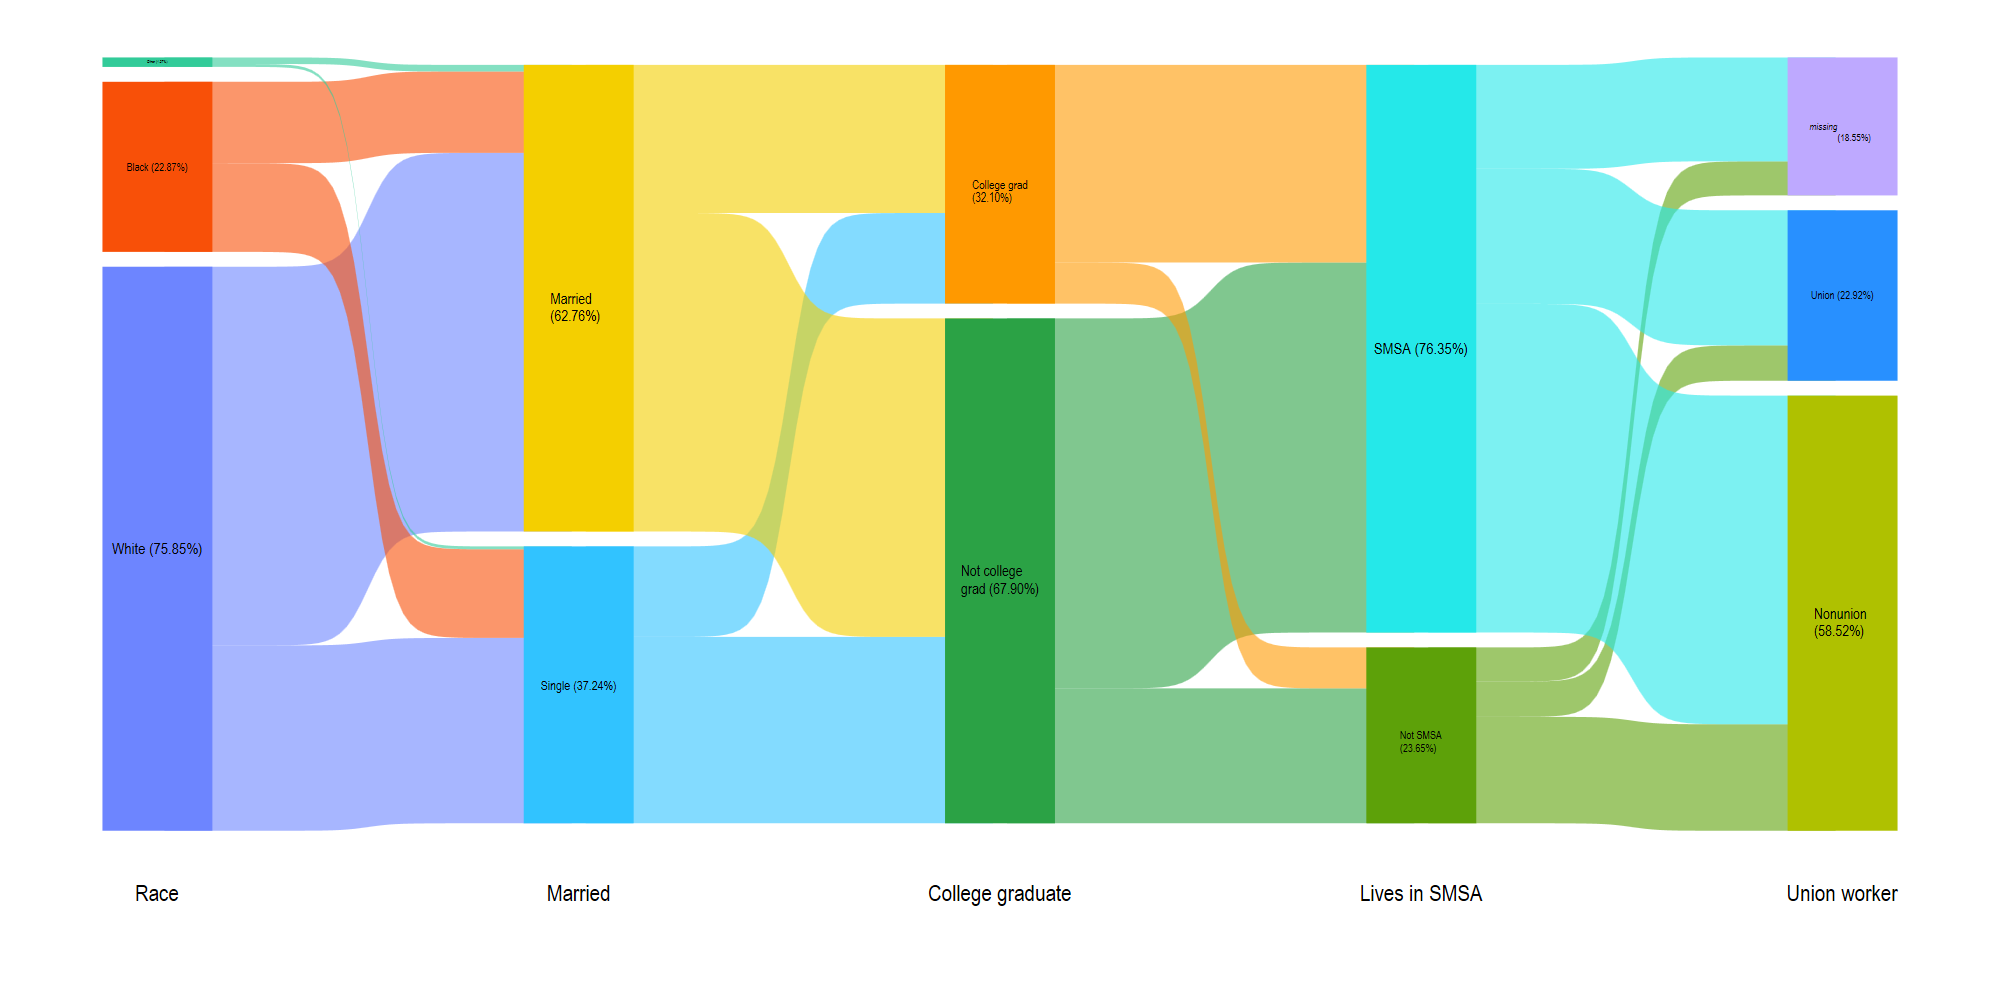 Black (22.87%)
White (75.85%)
Married
(62.76%)
Single (37.24%)
College grad
(32.10%)
Not college
grad (67.90%)
SMSA (76.35%)
Not SMSA
(23.65%)
missing
(18.55%)
Union (22.92%)
Nonunion
(58.52%)
Race
Married
College graduate
Lives in SMSA
Union worker